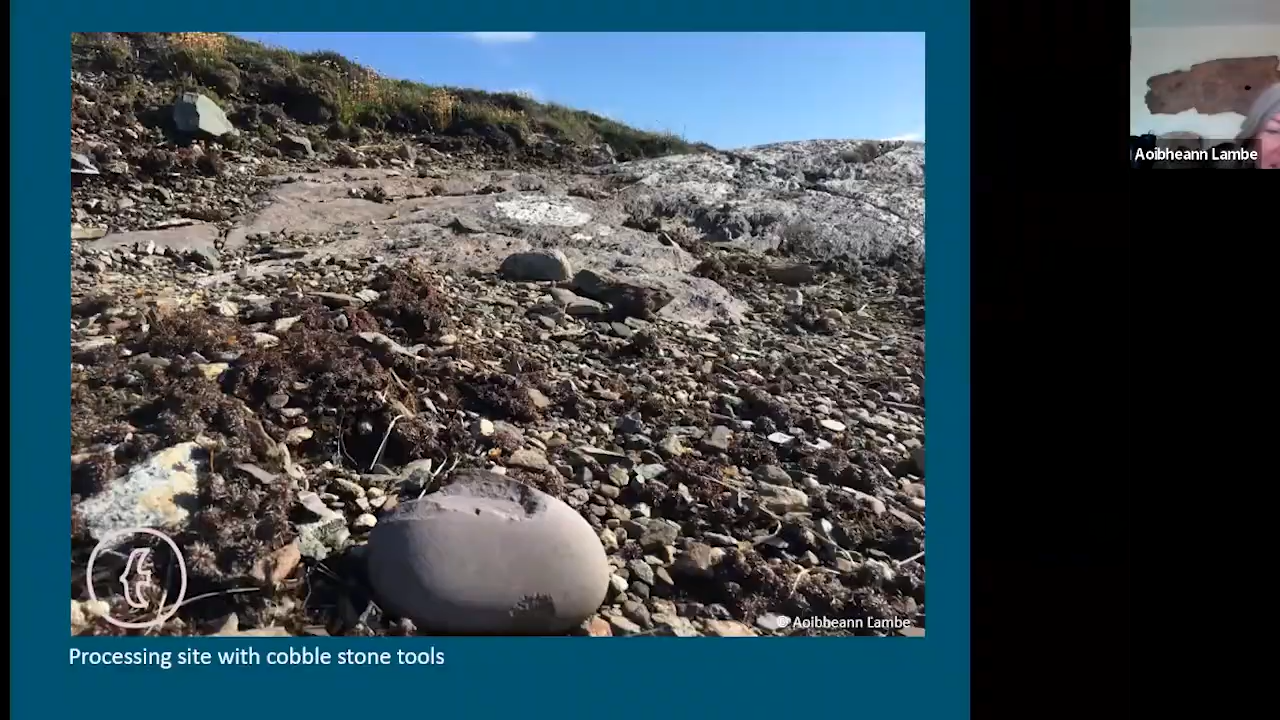 Aoibheann Lambe
© Aoibheann Lambe
Processing site with cobble stone tools